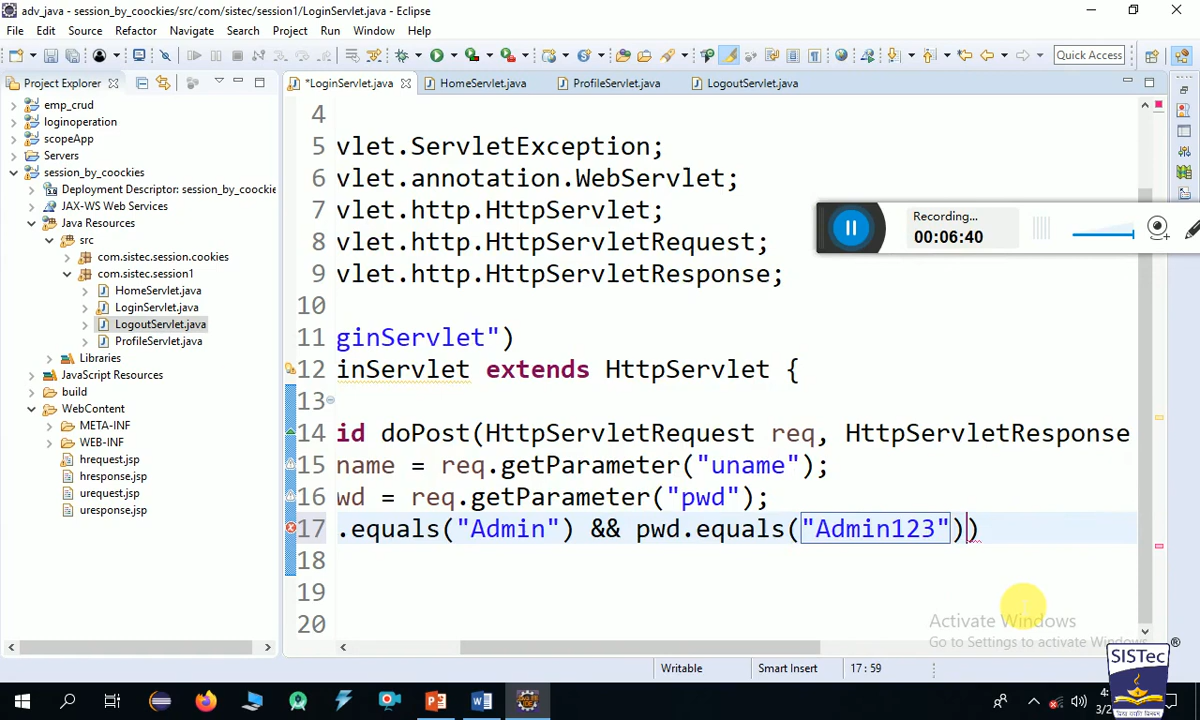 adv_java - session_by_coockies/src/com/sistec/session1/LoginServlet.java - Eclipse
File Edit Source Refactor Navigate Search Project Run Window Help
Quick Access
Project Explorer
*LoginServlet.java HomeServlet.java ProfileServlet.java LogoutServlet.java
emp_crud
loginoperation
scopeApp
Servers
session_by_coockies
Deployment Descriptor: session_by_coockie
JAX-WS Web Services
Java Resources
src
com.sistec.session.cookies
com.sistec.session1
HomeServlet.java
LoginServlet.java
LogoutServlet.java
ProfileServlet.java
Libraries
JavaScript Resources
build
WebContent
META-INF
WEB-INF
hrequest.jsp
hresponse.jsp
urequest.jsp
uresponse.jsp
4
5 vlet.ServletException;
6 vlet.annotation.WebServlet;
7 vlet.http.HttpServlet;
8 vlet.http.HttpServletRequest;
9 vlet.http.HttpServletResponse;
10
11 ginServlet")
12 inServlet extends HttpServlet {
13
14 id doPost(HttpServletRequest req, HttpServletResponse
15 name = req.getParameter("uname");
16 wd = req.getParameter("pwd");
17 .equals("Admin") && pwd.equals("Admin123"))
18
19
20
Recording...
00:06:40
Activate Windows
Go to Settings to activate Windows.
SISTec
®
Writable Smart Insert 17 : 59